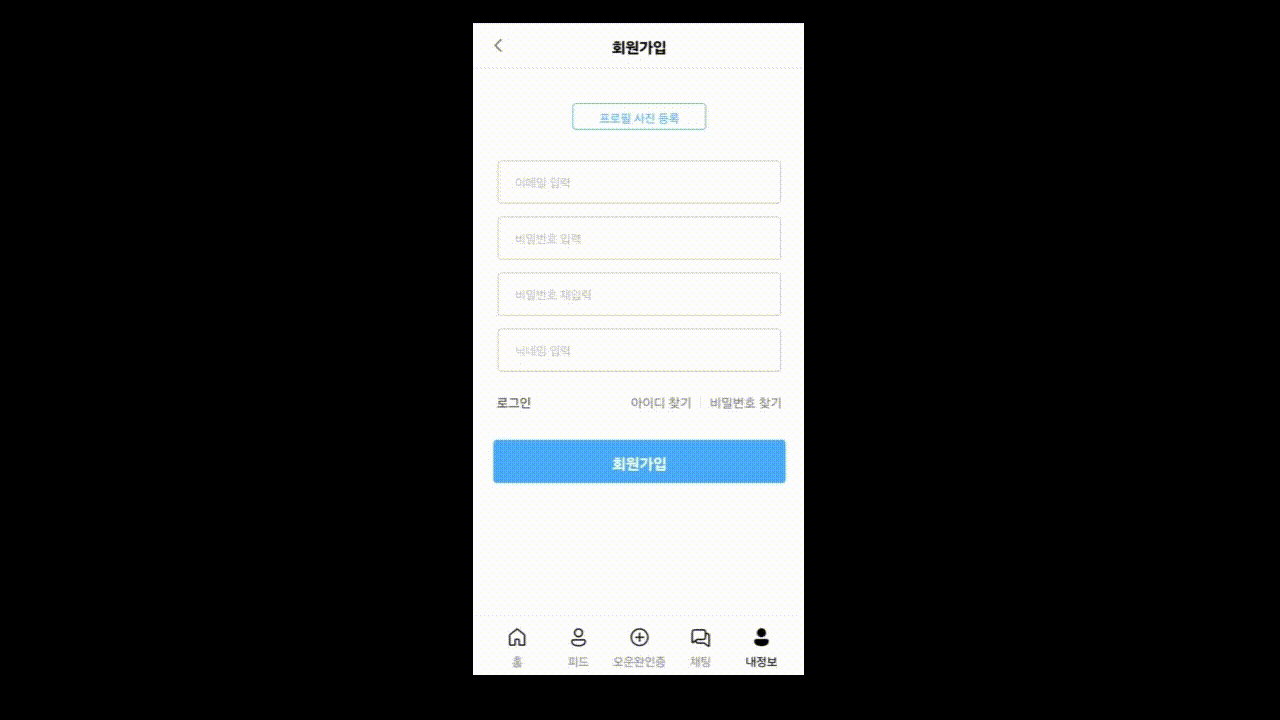 회원가입
프로필 사진 등록
이메일 입력
비밀번호 입력
비밀번호 재입력
닉네임 입력
로그인 아이디 찾기 | 비밀번호 찾기
회원가입
홈 피드 오운완인증 채팅 내정보